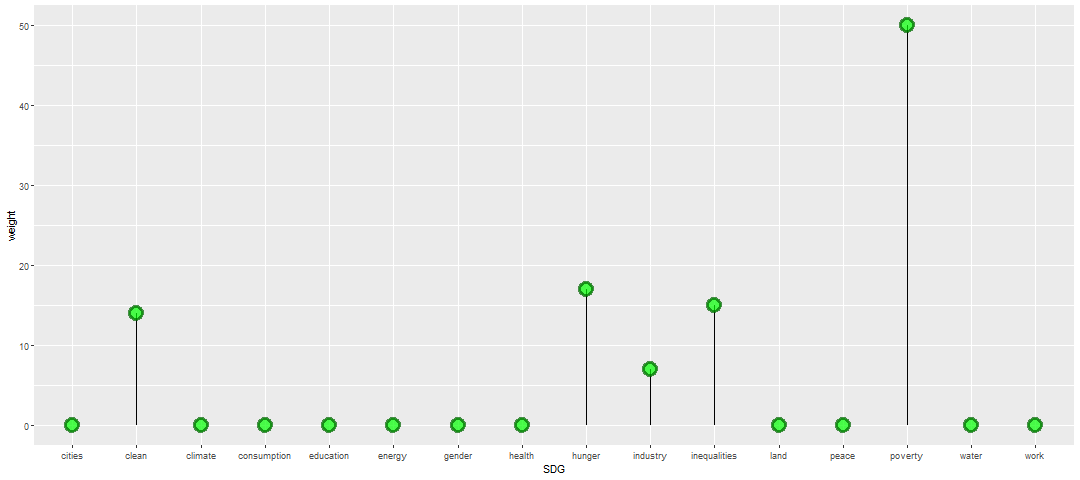 50
40
30
20
10
0
weight
cities clean climate consumption education energy gender health hunger industry inequalities land peace poverty water work
SDG